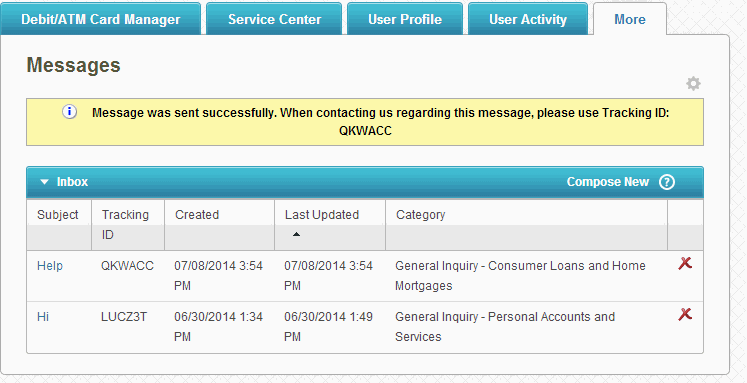 Debit/ATM Card Manager
Service Center
User Profile
User Activity
More
Messages
Message was sent successfully. When contacting us regarding this message, please use Tracking ID:
QKWACC
Inbox
Compose New ?
Subject
Tracking
ID
Created
Last Updated
Category
Help
QKWACC
07/08/2014 3:54
PM
07/08/2014 3:54
PM
General Inquiry - Consumer Loans and Home
Mortgages
Hi
LUCZ3T
06/30/2014 1:34
PM
06/30/2014 1:49
PM
General Inquiry - Personal Accounts and
Services